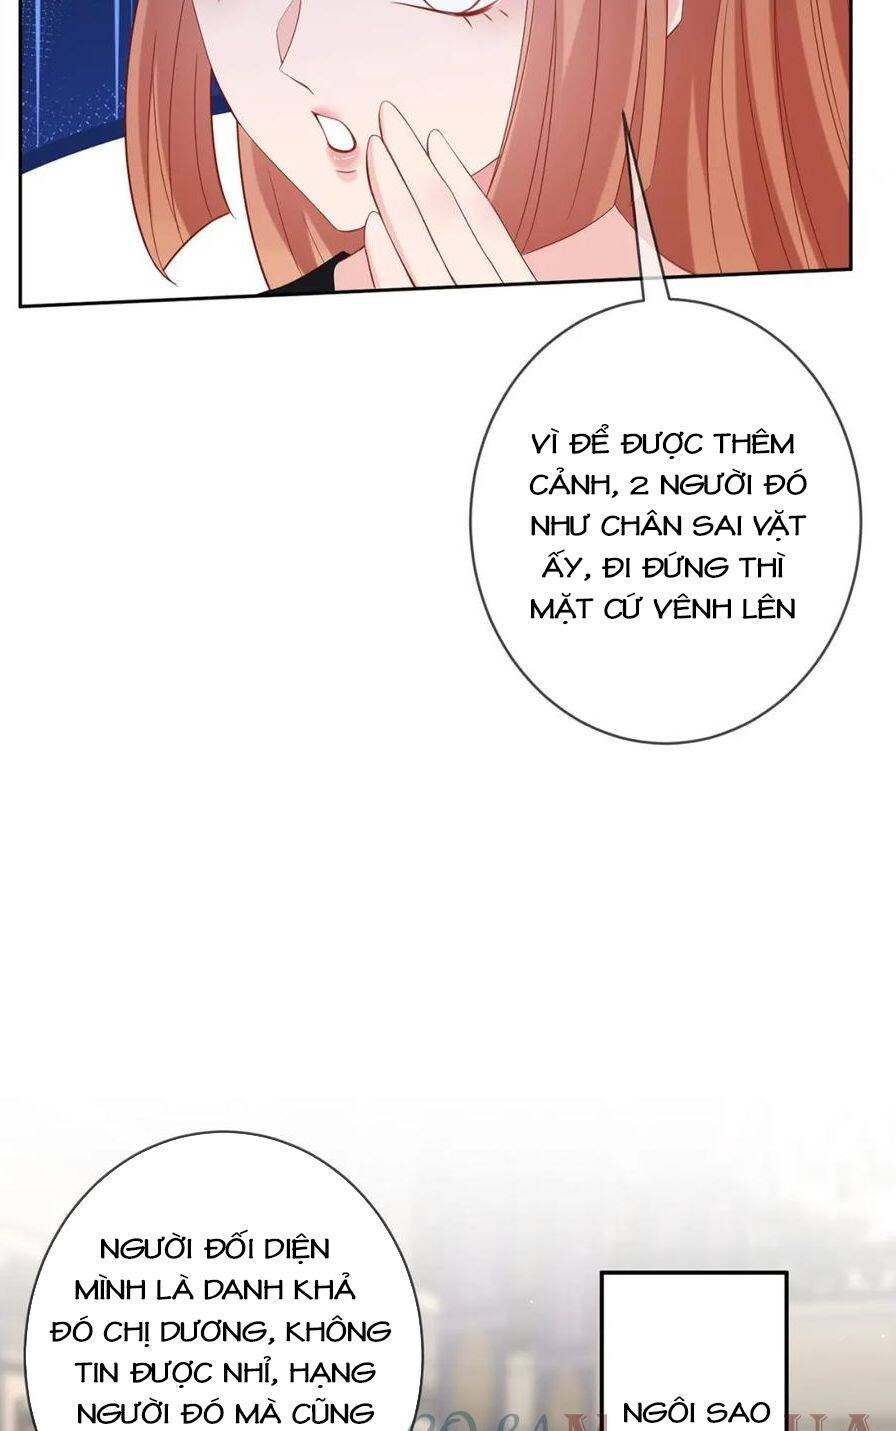 VÌ ĐỂ ĐƯỢC THÊM
CẢNH, 2 NGƯỜI ĐÓ
NHƯ CHÂN SAI VẶT
ẤY, ĐI ĐỨNG THÌ
MẶT CỨ VÊNH LÊN
NGƯỜI ĐỐI DIỆN
MÌNH LÀ DANH KHẢ
ĐÓ CHỊ DƯƠNG, KHÔNG
TIN ĐƯỢC NHỈ, HẠNG
NGƯỜI ĐÓ MÀ CŨNG
NGÔI SAO